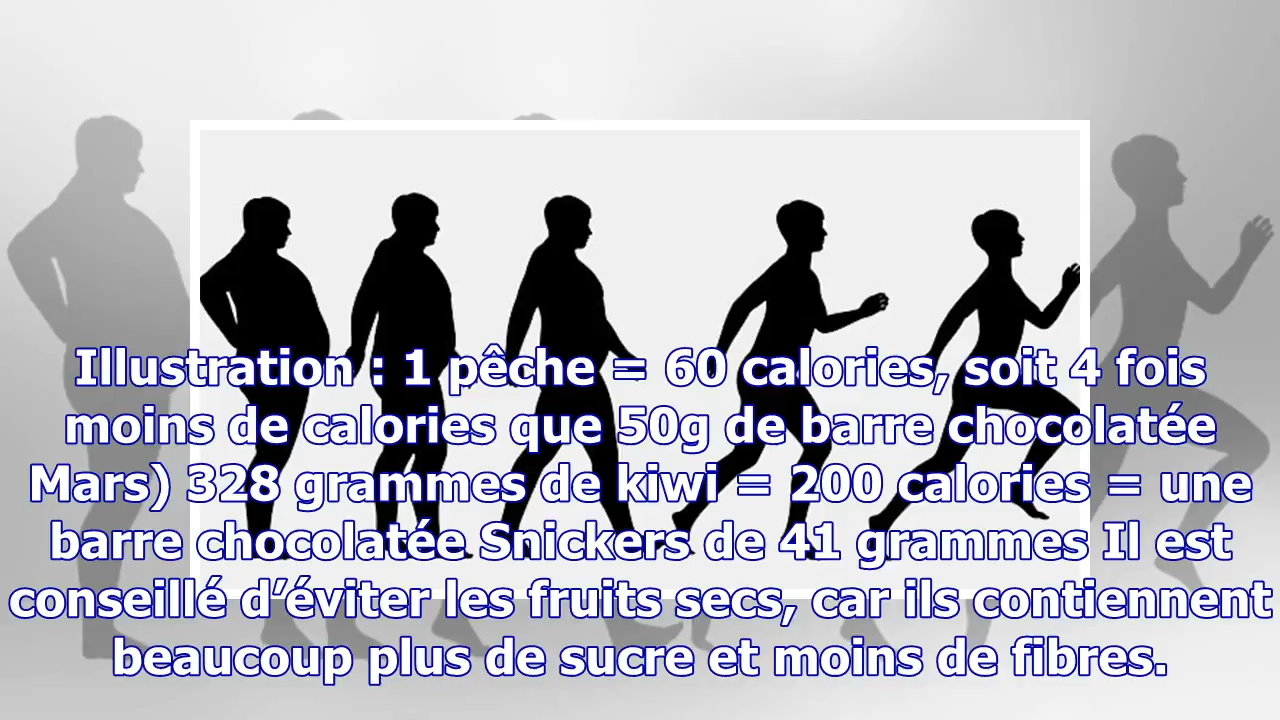 Illustration : 1 pêche = 60 calories, soit 4 fois
moins de calories que 50g de barre chocolatée
Mars) 328 grammes de kiwi = 200 calories = une
barre chocolatée Snickers de 41 grammes Il est
conseillé d’éviter les fruits secs, car ils contiennent
beaucoup plus de sucre et moins de fibres.